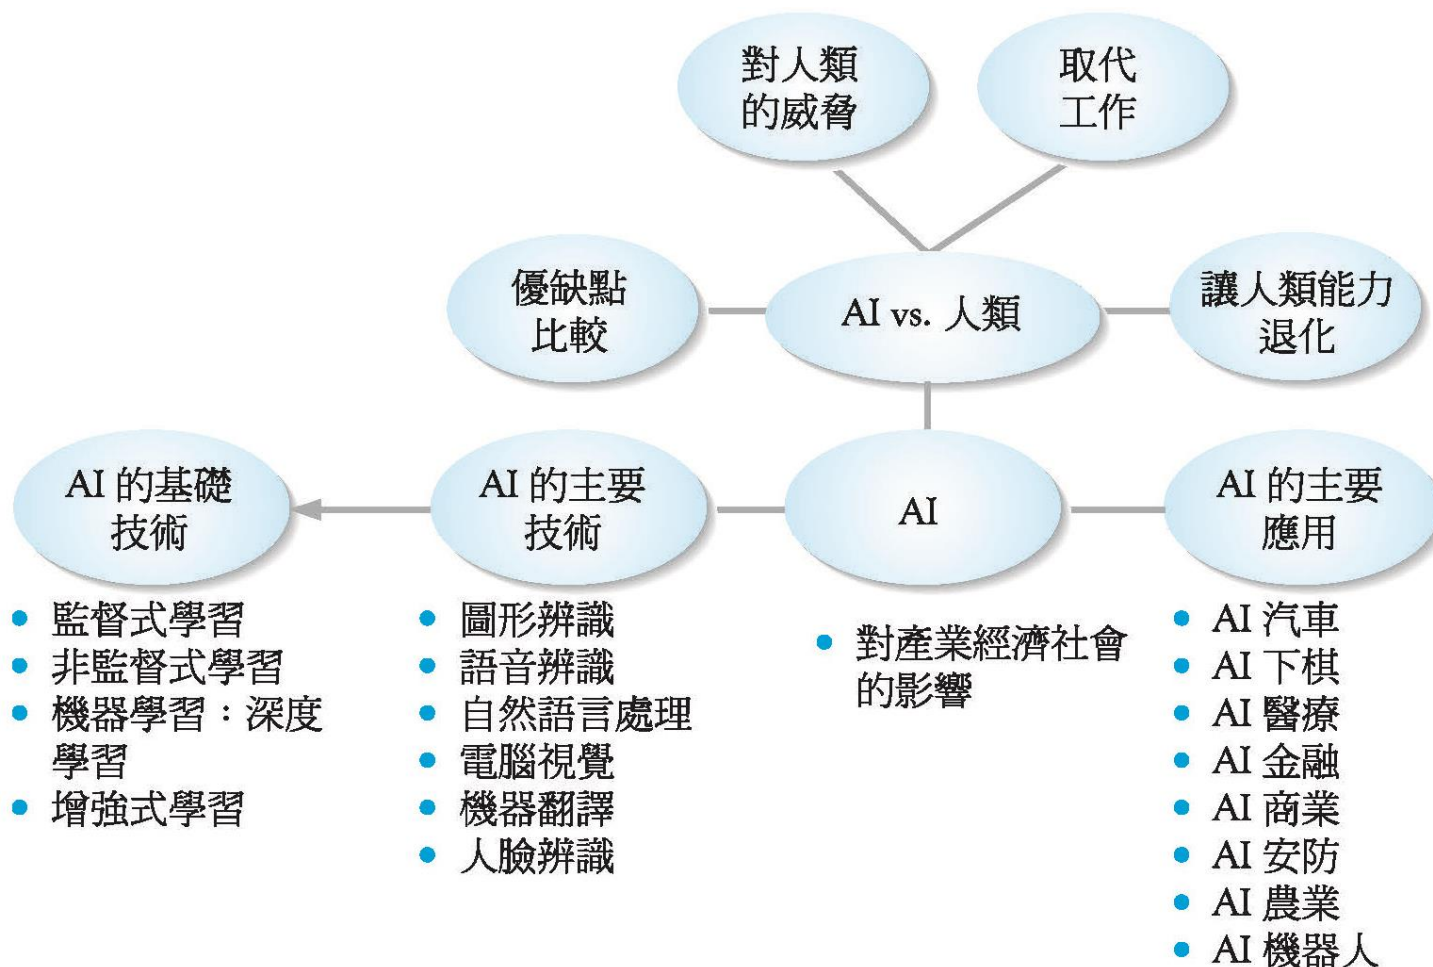 對人類
的威脅
取代
工作
優缺點
比較
AI vs. 人類
讓人類能力
退化
AI 的基礎
技術
AI 的主要
技術
AI
AI 的主要
應用
• 監督式學習
• 非監督式學習
• 機器學習：深度
學習
• 增強式學習
• 圖形辨識
• 語音辨識
• 自然語言處理
• 電腦視覺
• 機器翻譯
• 人臉辨識
• 對產業經濟社會
的影響
• AI 汽車
• AI 下棋
• AI 醫療
• AI 金融
• AI 商業
• AI 安防
• AI 農業
• AI 機器人